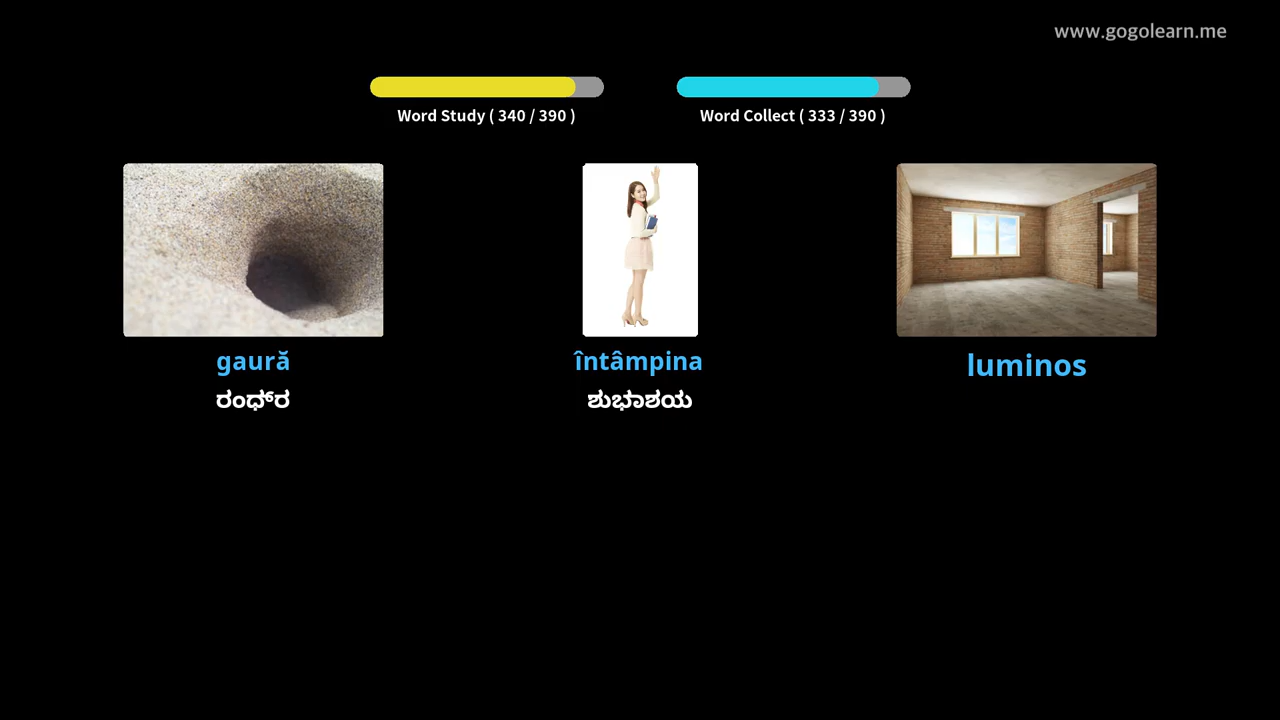 www.gogolearn.me
Word Study ( 340 / 390 )
Word Collect ( 333 / 390 )
gaură
ರಂಧ್ರ
întâmpina
ಶುಭಾಶಯ
luminos